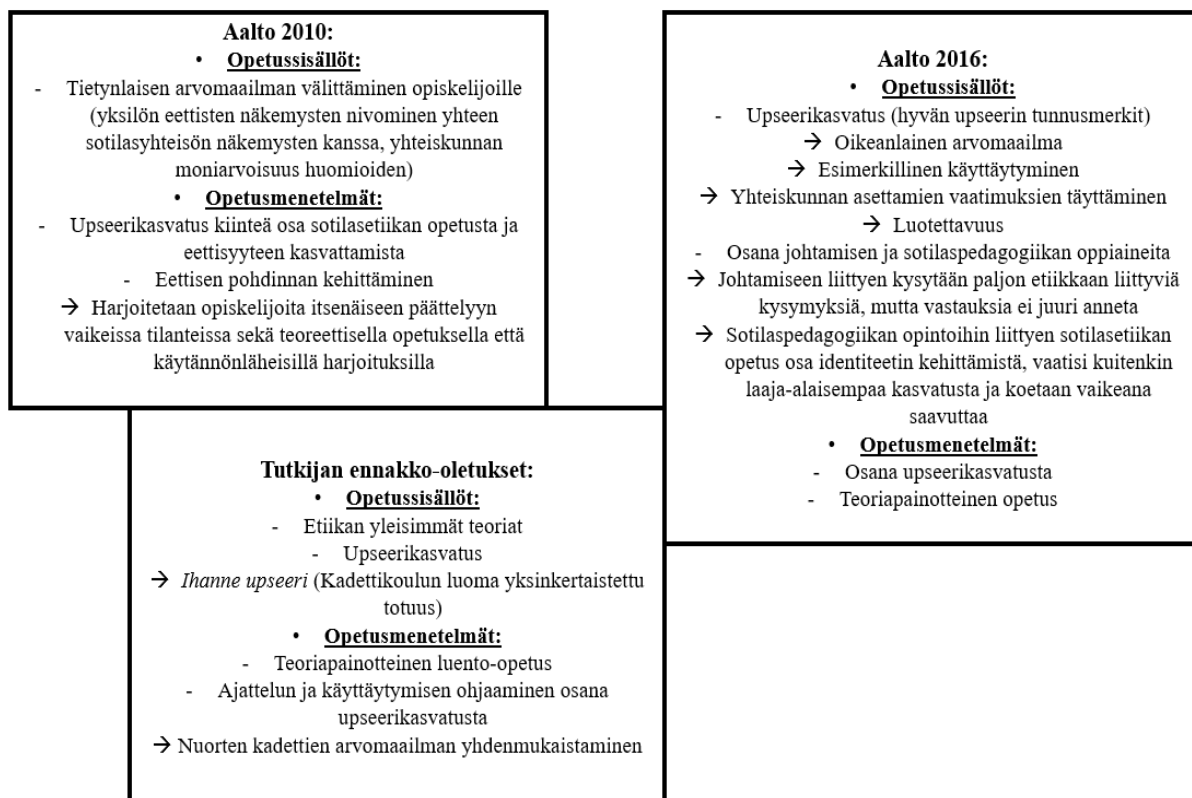 Aalto 2010:
• Opetussisällöt:
- Tietynlaisen arvomaailman välittäminen opiskelijoille
(yksilön eettisten näkemysten nivominen yhteen
sotilasyhteisön näkemysten kanssa, yhteiskunnan
moniarvoisuus huomioiden)
• Opetusmenetelmät:
- Upseerikasvatus kiinteä osa sotilasetiikan opetusta ja
eettisyyteen kasvattamista
- Eettisen pohdinnan kehittäminen
→ Harjoitetaan opiskelijoita itsenäiseen päättelyyn
vaikeissa tilanteissa sekä teoreettisella opetuksella että
käytännönläheisillä harjoituksilla
Aalto 2016:
• Opetussisällöt:
- Upseerikasvatus (hyvän upseerin tunnusmerkit)
→ Oikeanlainen arvomaailma
→ Esimerkillinen käyttäytyminen
→ Yhteiskunnan asettamien vaatimuksien täyttäminen
→ Luotettavuus
- Osana johtamisen ja sotilaspedagogiikan oppiaineita
→ Johtamiseen liittyen kysytään paljon etiikkaan liittyviä
kysymyksiä, mutta vastauksia ei juuri anneta
→ Sotilaspedagogiikan opintoihin liittyen sotilasetiikan
opetus osa identiteetin kehittämistä, vaatisi kuitenkin
laaja-alaisempaa kasvatusta ja koetaan vaikeana
saavuttaa
• Opetusmenetelmät:
- Osana upseerikasvatusta
- Teoriapainotteinen opetus
Tutkijan ennakko-oletukset:
• Opetussisällöt:
- Etiikan yleisimmät teoriat
- Upseerikasvatus
→ Ihanne upseeri (Kadettikoulun luoma yksinkertaistettu
totuus)
• Opetusmenetelmät:
- Teoriapainotteinen luento-opetus
- Ajattelun ja käyttäytymisen ohjaaminen osana
upseerikasvatusta
→ Nuorten kadettien arvomaailman yhdenmukaistaminen